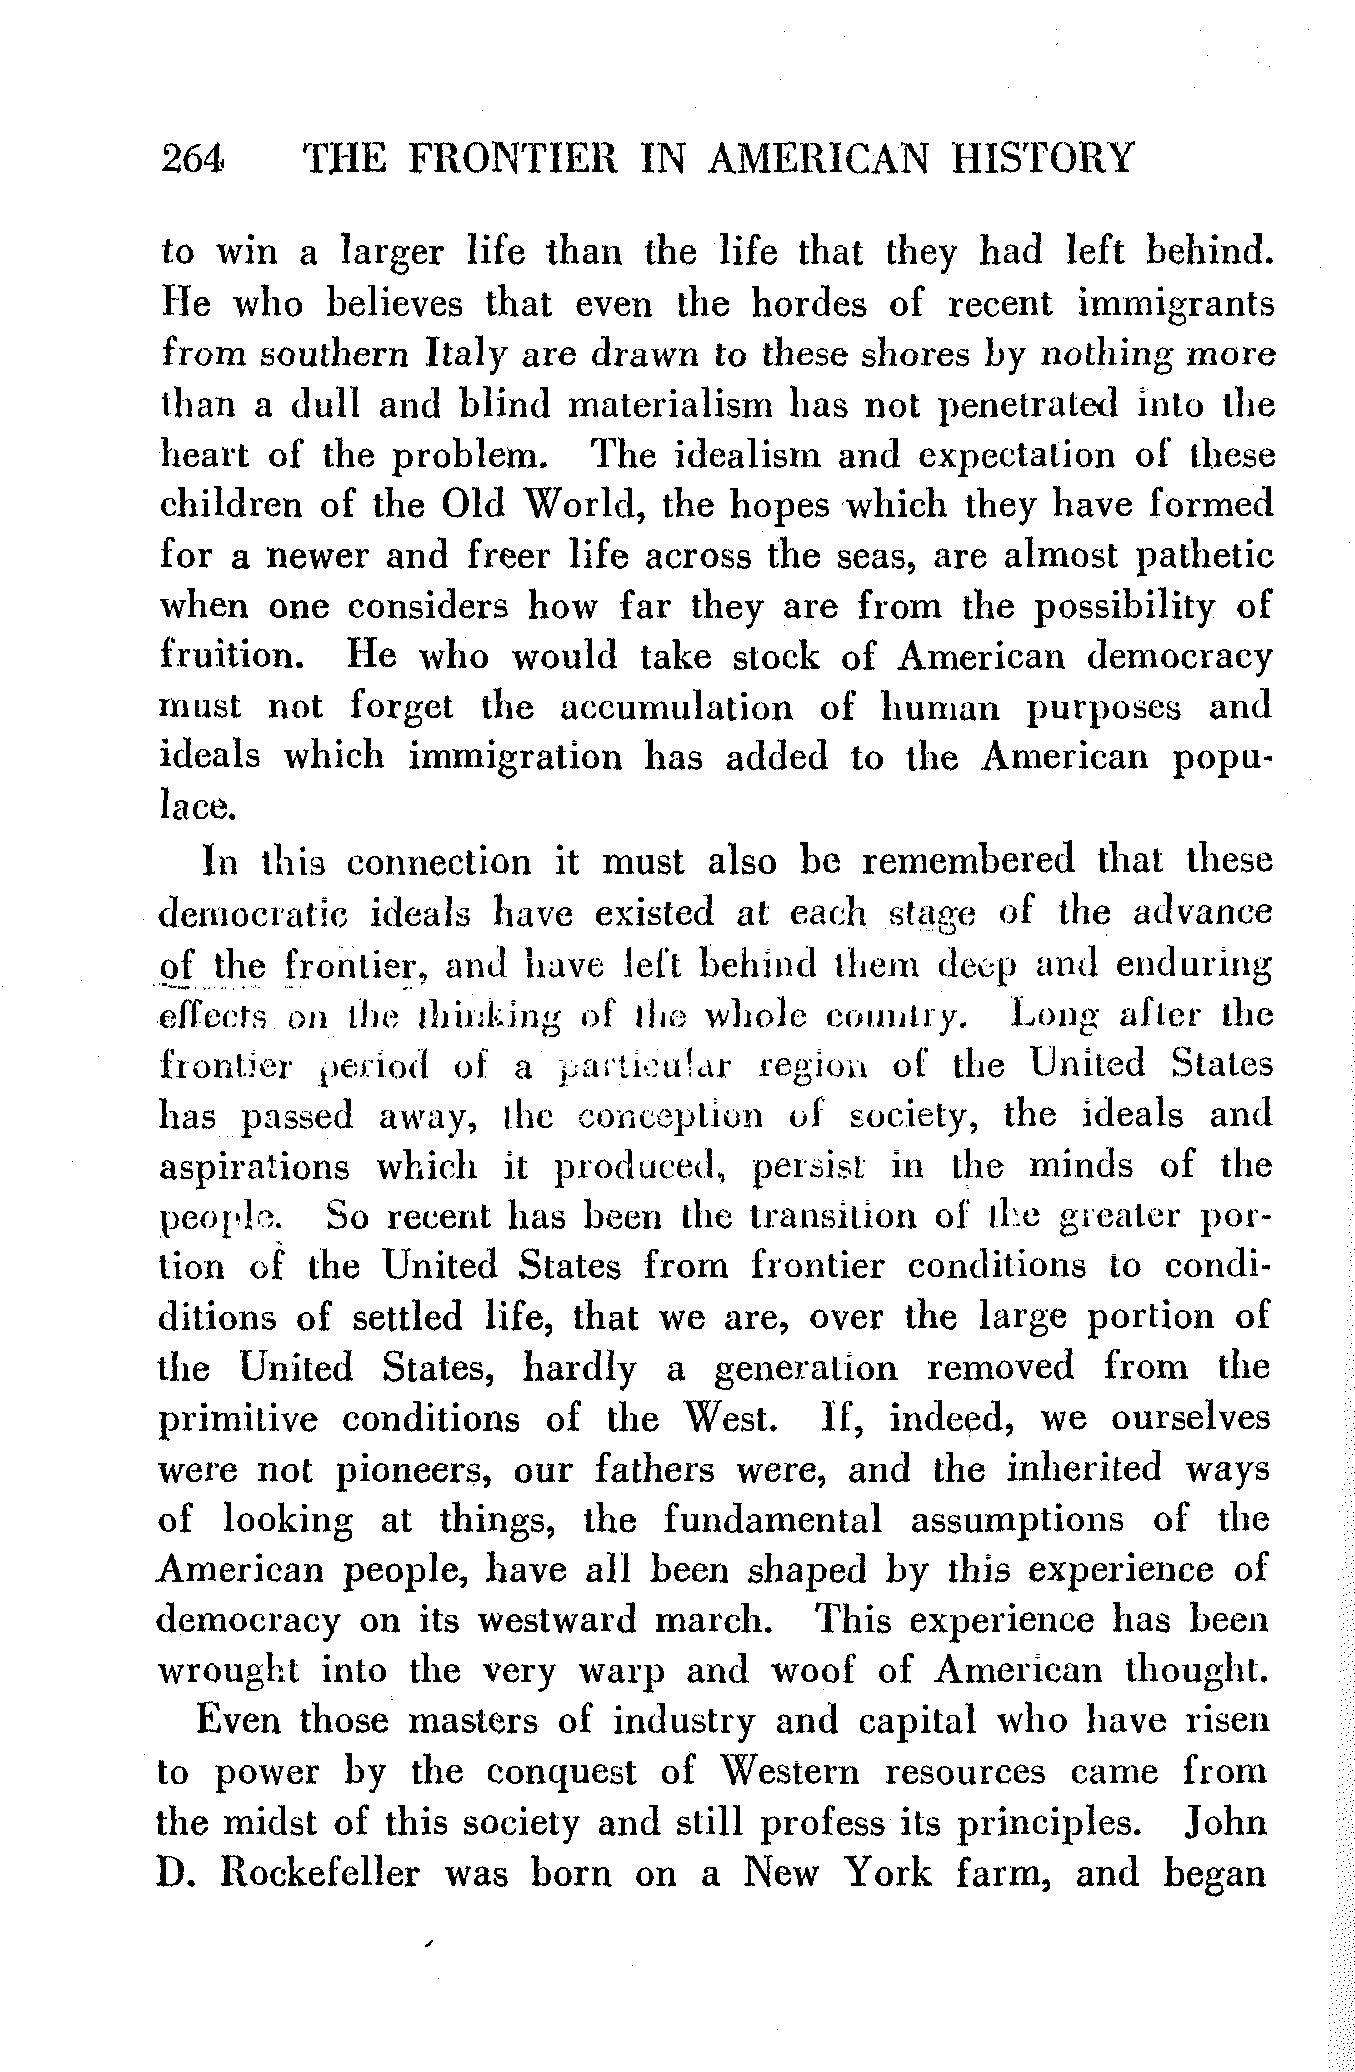 264 THE FRONTIER IN AMERICAN HISTORY
to win a larger life than the life that they had left behind.
He who believes that even the hordes of recent immigrants
from southern Italy are drawn to these shores by nothing more
than a dull and blind materialism has not penetrated into the
heart of the problem. The idealism and expectation of these
children of the Old World, the hopes which they have formed
for a newer and freer life across the seas, are almost pathetic
when one considers how far they are from the possibility of
fruition. He who would take stock of American democracy
must not forget the accumulation of human purposes and
ideals which immigration has added to the American popu-
lace.
In this connection it must also be remembered that these
democratic ideals have existed at each stage of the advance
of the frontier, and have left behind them deep and enduring
effects on the thinking of the whole country. Long after the
frontier period of a particular region of the United States
has passed away, the conception of society, the ideals and
aspirations which it produced, persist in the minds of the
people. So recent has been the transition of the greater por-
tion of the United States from frontier conditions to condi-
ditions of settled life, that we are, over the large portion of
the United States, hardly a generation removed from the
primitive conditions of the West. If, indeed, we ourselves
were not pioneers, our fathers were, and the inherited ways
of looking at things, the fundamental assumptions of the
American people, have all been shaped by this experience of
democracy on its westward march. This experience has been
wrought into the very warp and woof of American thought.
Even those masters of industry and capital who have risen
to power by the conquest of Western resources came from
the midst of this society and still profess its principles. John
D. Rockefeller was born on a New York farm, and began